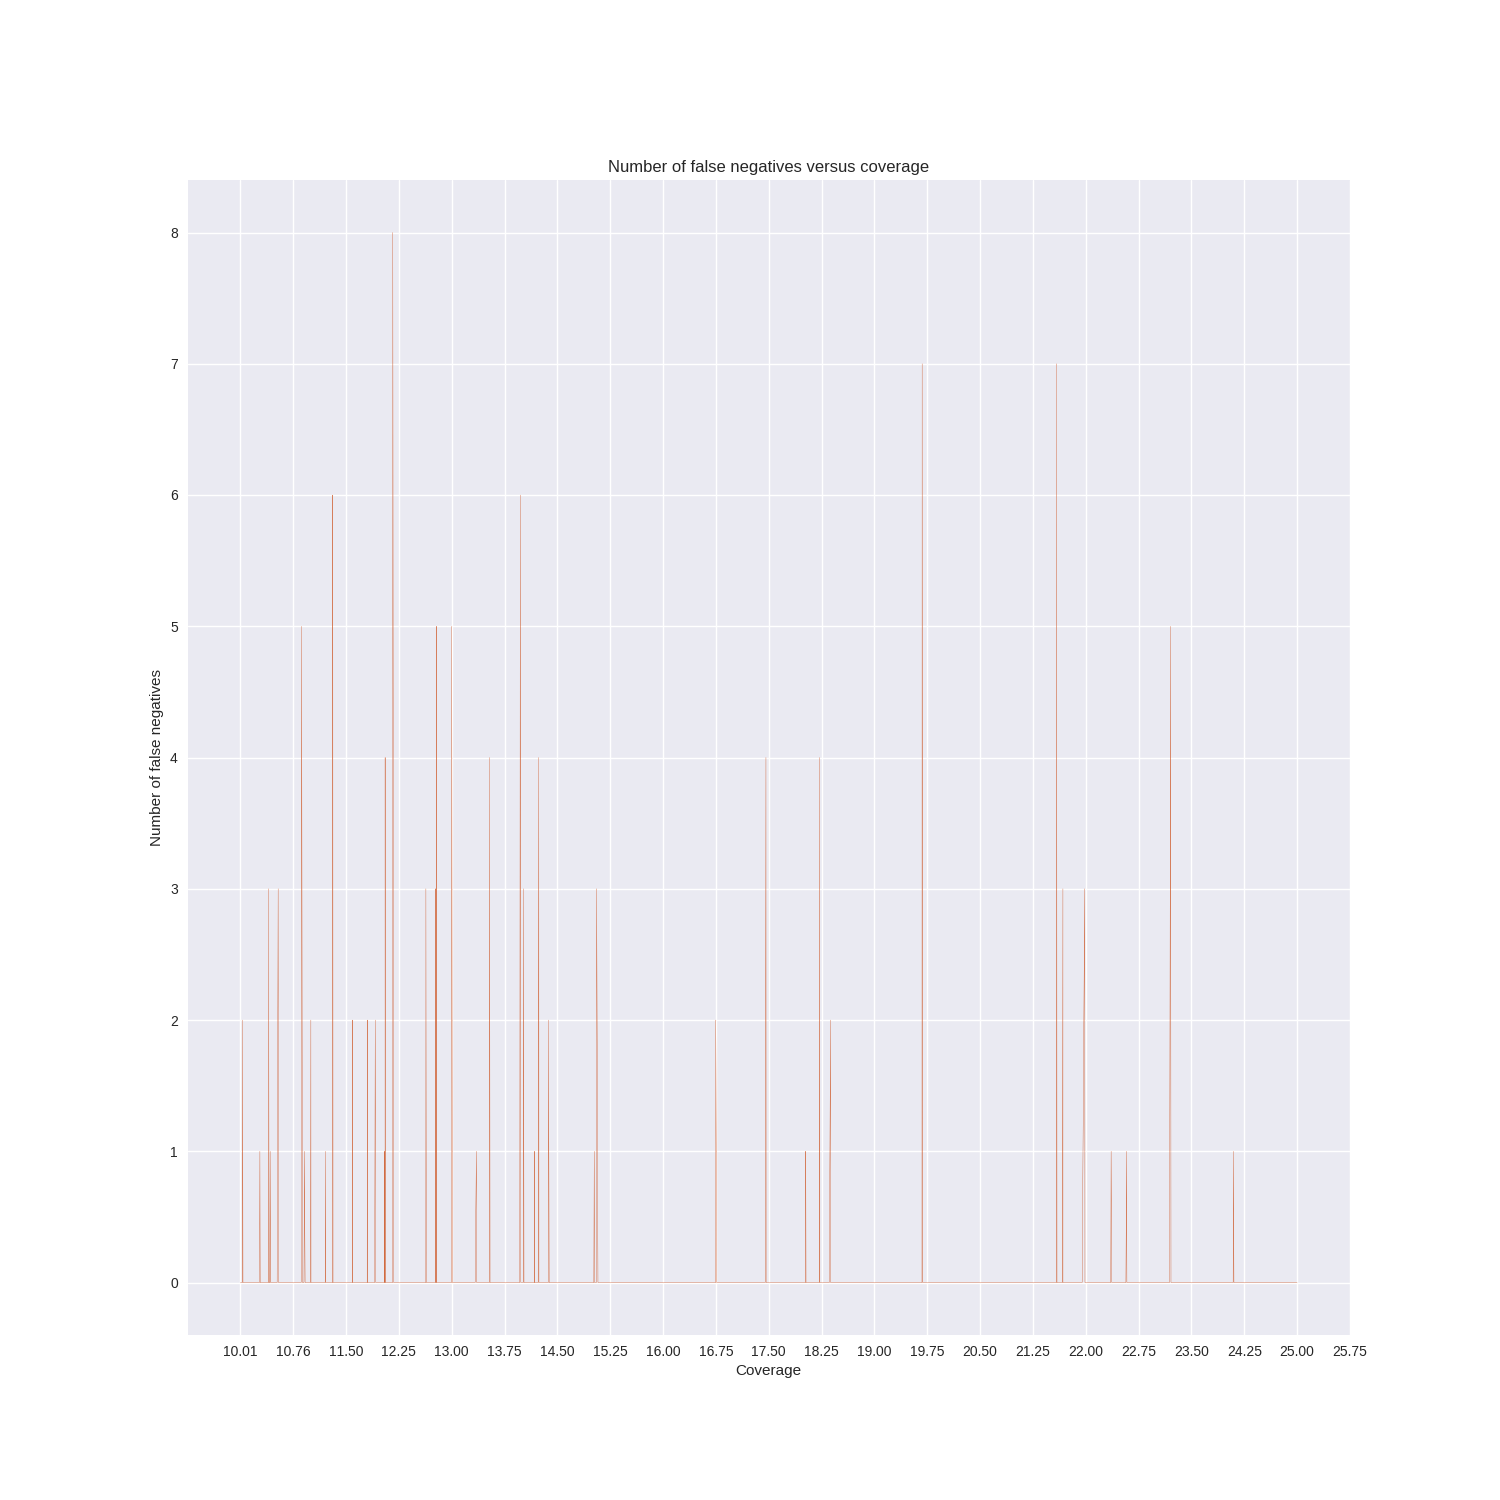 Number of false negatives versus coverage
8
7
6
5
4
3
2
1
0
Number of false negatives
10.01 10.76 11.50 12.25 13.00 13.75 14.50 15.25 16.00 16.75 17.50 18.25 19.00 19.75 20.50 21.25 22.00 22.75 23.50 24.25 25.00 25.75
Coverage